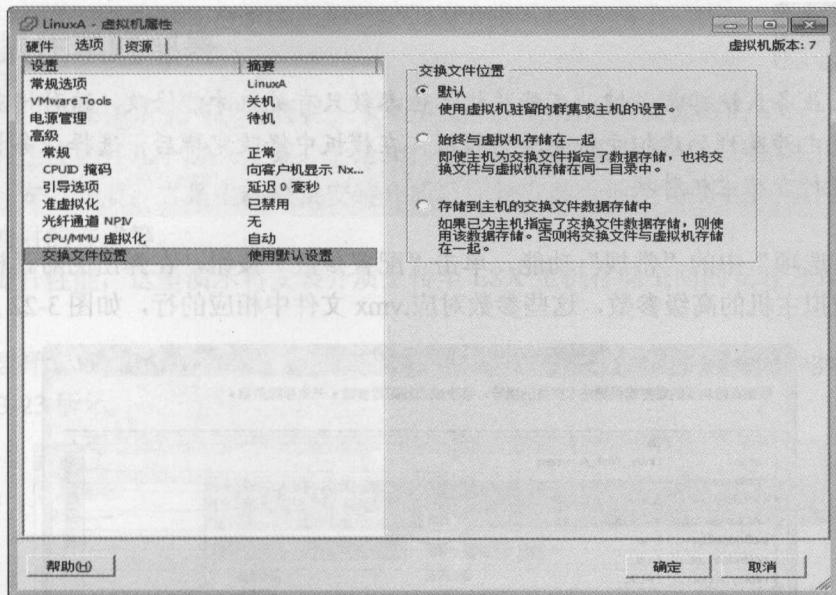 LinuxA - 虚拟机属性
硬件 选项 资源
虚拟机版本: 7
设置 摘要
常规选项 LinuxA
VMware Tools 关机
电源管理 待机
高级
常规 正常
CPUID 掩码 向客户机显示 Nx...
引导选项 延迟 0 毫秒
准虚拟化 已禁用
光纤通道 NPIV 无
CPU/MMU 虚拟化 自动
交换文件位置 使用默认设置
交换文件位置
默认
使用虚拟机驻留的群集或主机的设置。
始终与虚拟机存储在一起
即使主机为交换文件指定了数据存储，也将交
换文件与虚拟机存储在同一目录中。
存储到主机的交换文件数据存储中
如果已为主机指定了交换文件数据存储，则使
用该数据存储。否则将交换文件与虚拟机存储
在一起。
帮助(H) 确定 取消